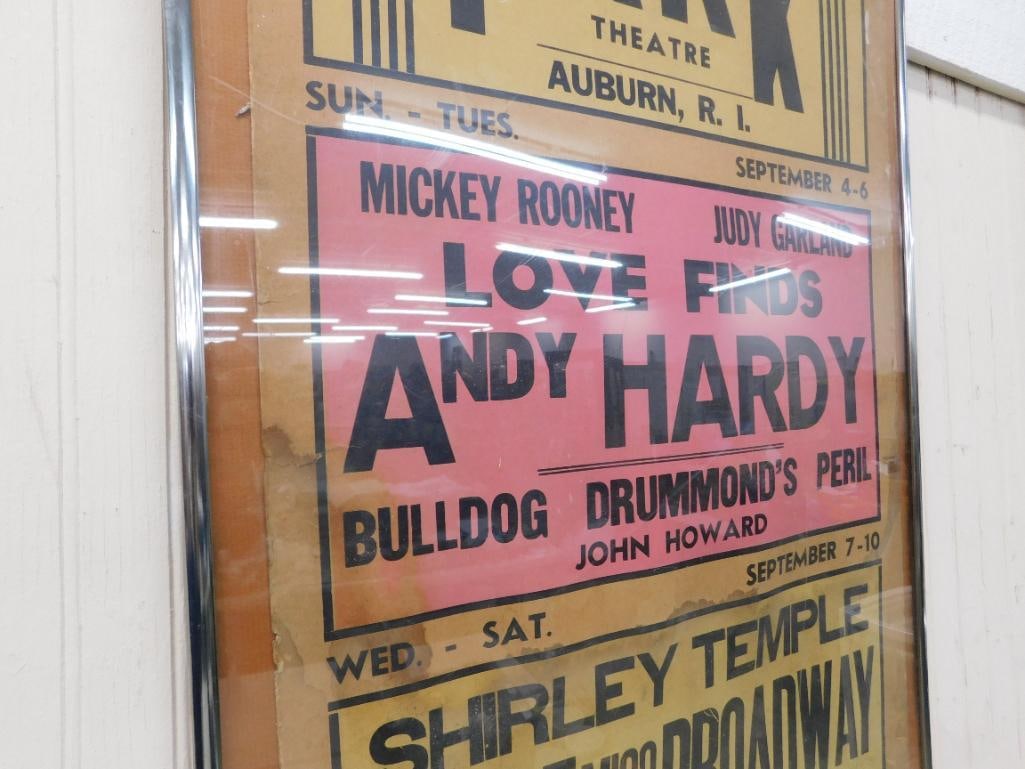 THEATRE
AUBURN, R. I.
SUN. - TUES. SEPTEMBER 4-6
MICKEY ROONEY JUDY GARLAND
LOVE FINDS
ANDY HARDY
BULLDOG DRUMMOND'S PERIL
JOHN HOWARD
WED. - SAT. SEPTEMBER 7-10
SHIRLEY TEMPLE
BROADWAY